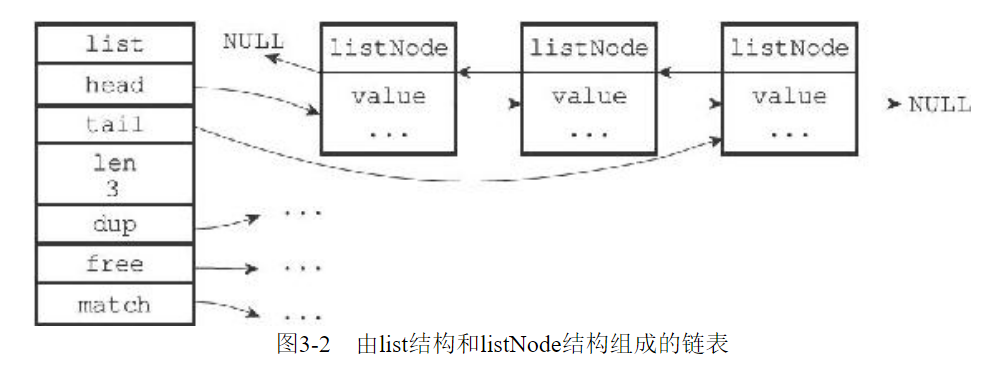 list
head
tail
len
3
dup
free
match
NULL
listNode
value
...
listNode
value
...
listNode
value
...
NULL
...
...
...
图3-2 由list结构和listNode结构组成的链表